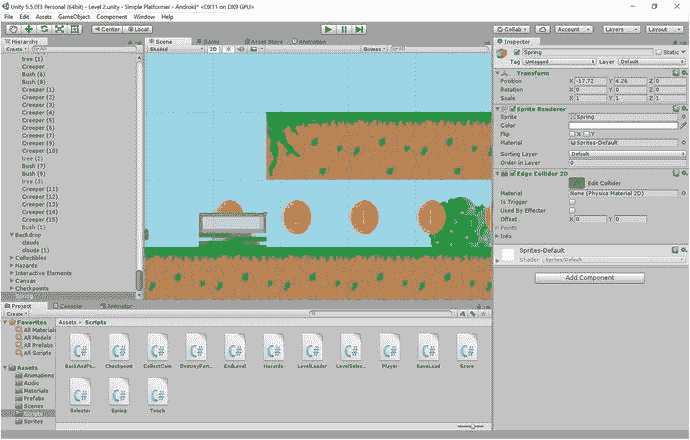 Unity 5.5.0f3 Personal (64bit) - Level 2.unity - Simple Platformer - Android* <DX11 on DX9 GPU>
File Edit Assets GameObject Component Window Help
Center Local Collab Account Layers Layout
Hierarchy
Create All
tree (1)
Creeper
Bush (6)
Bush (8)
Creeper (1)
Creeper (2)
Creeper (3)
Creeper (4)
Creeper (6)
Creeper (7)
Creeper (9)
Creeper (10)
tree (2)
Bush (7)
Bush (9)
tree (3)
Creeper (11)
Creeper (12)
Creeper (13)
Creeper (14)
Creeper (15)
Bush (1)
Backdrop
clouds
clouds (1)
Collectibles
Hazards
Interactive Elements
Canvas
Checkpoints
Spring
Scene Game Asset Store Animation
Shaded 2D Gizmos All
Inspector
Spring Static
Tag Untagged Layer Default
Transform
Position X -17.72 Y 4.26 Z 0
Rotation X 0 Y 0 Z 0
Scale X 1 Y 1 Z 1
Sprite Renderer
Sprite Spring
Color
Flip X Y
Material Sprites-Default
Sorting Layer Default
Order in Layer 0
Edge Collider 2D
Edit Collider
Material None (Physics Material 2D)
Is Trigger
Used By Effector
Offset X 0 Y 0
Points
Info
Sprites-Default
Shader Sprites/Default
Add Component
Project Console Animator
Create
Favorites
All Materials
All Models
All Prefabs
All Scripts
Assets
Animations
Audio
Materials
Prefabs
Scenes
Scripts
Sprites
Assets Scripts
BackAndFo... Checkpoint CollectCoin DestroyPart... EndLevel Hazards LevelLoader LevelSelec... Player SaveLoad Score
Selector Spring Touch